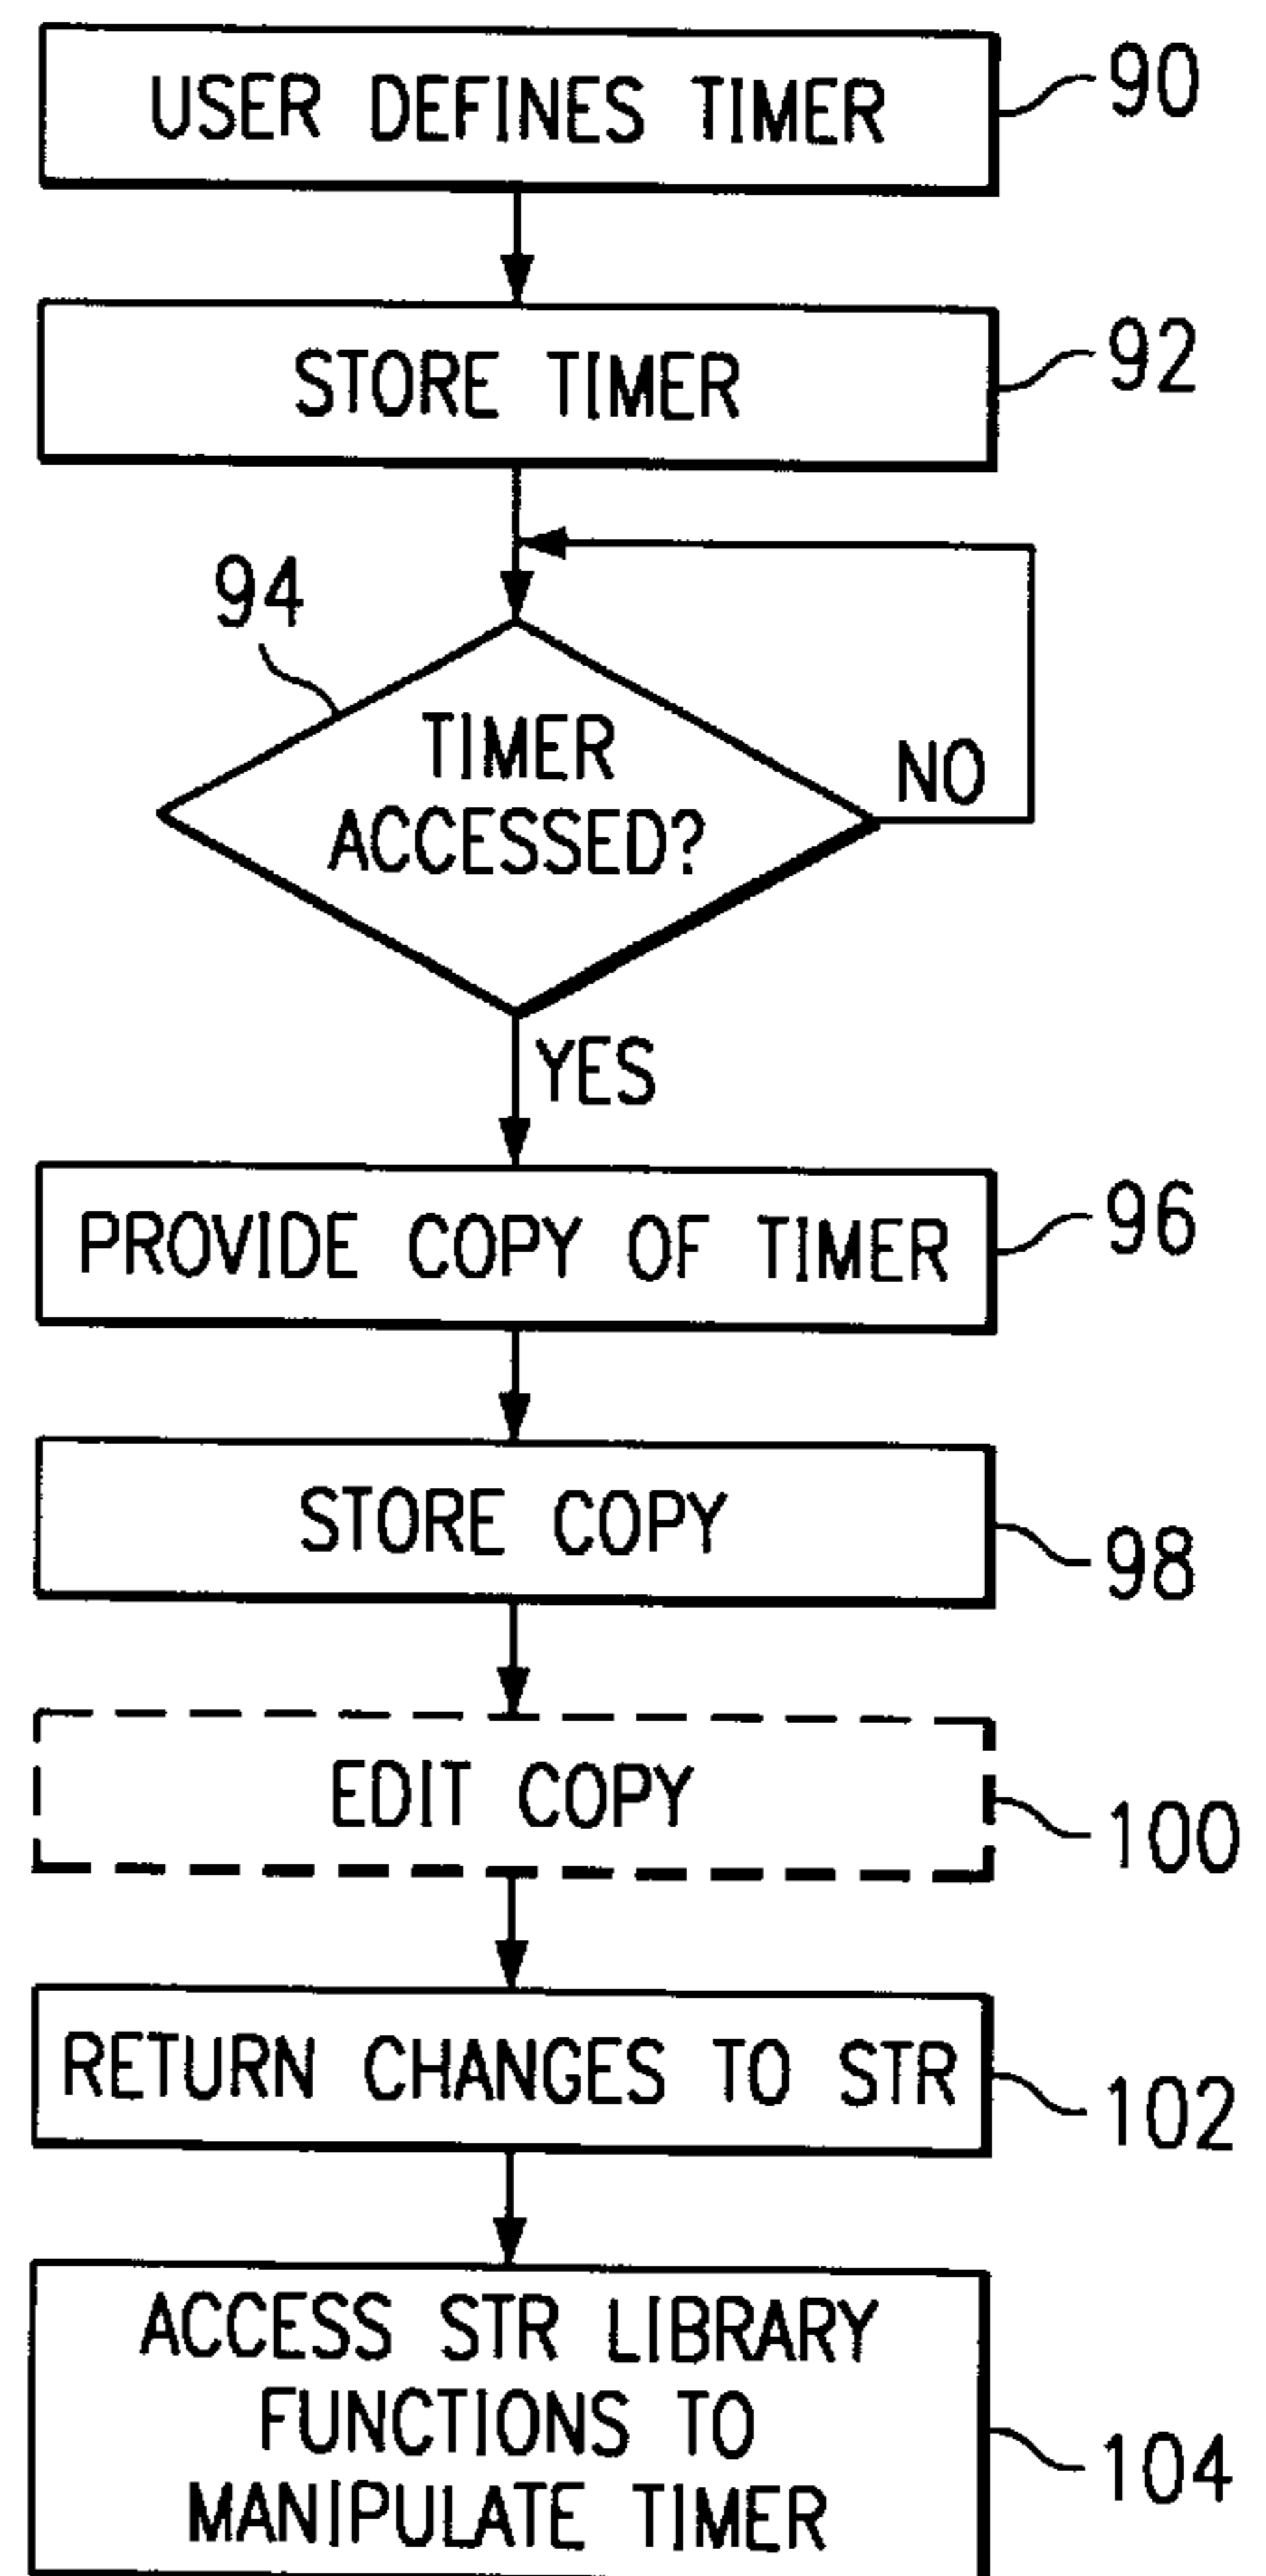 USER DEFINES TIMER
90
STORE TIMER
92
94
TIMER
ACCESSED?
NO
YES
PROVIDE COPY OF TIMER
96
STORE COPY
98
EDIT COPY
100
RETURN CHANGES TO STR
102
ACCESS STR LIBRARY
FUNCTIONS TO
MANIPULATE TIMER
104